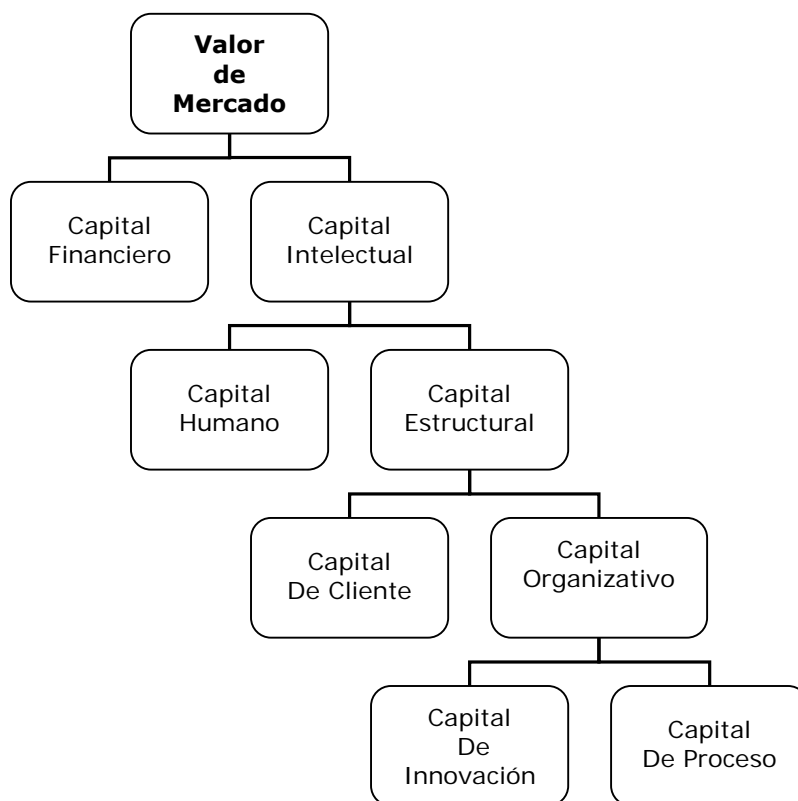 Valor
de
Mercado
Capital
Financiero
Capital
Intelectual
Capital
Humano
Capital
Estructural
Capital
De Cliente
Capital
Organizativo
Capital
De
Innovación
Capital
De Proceso